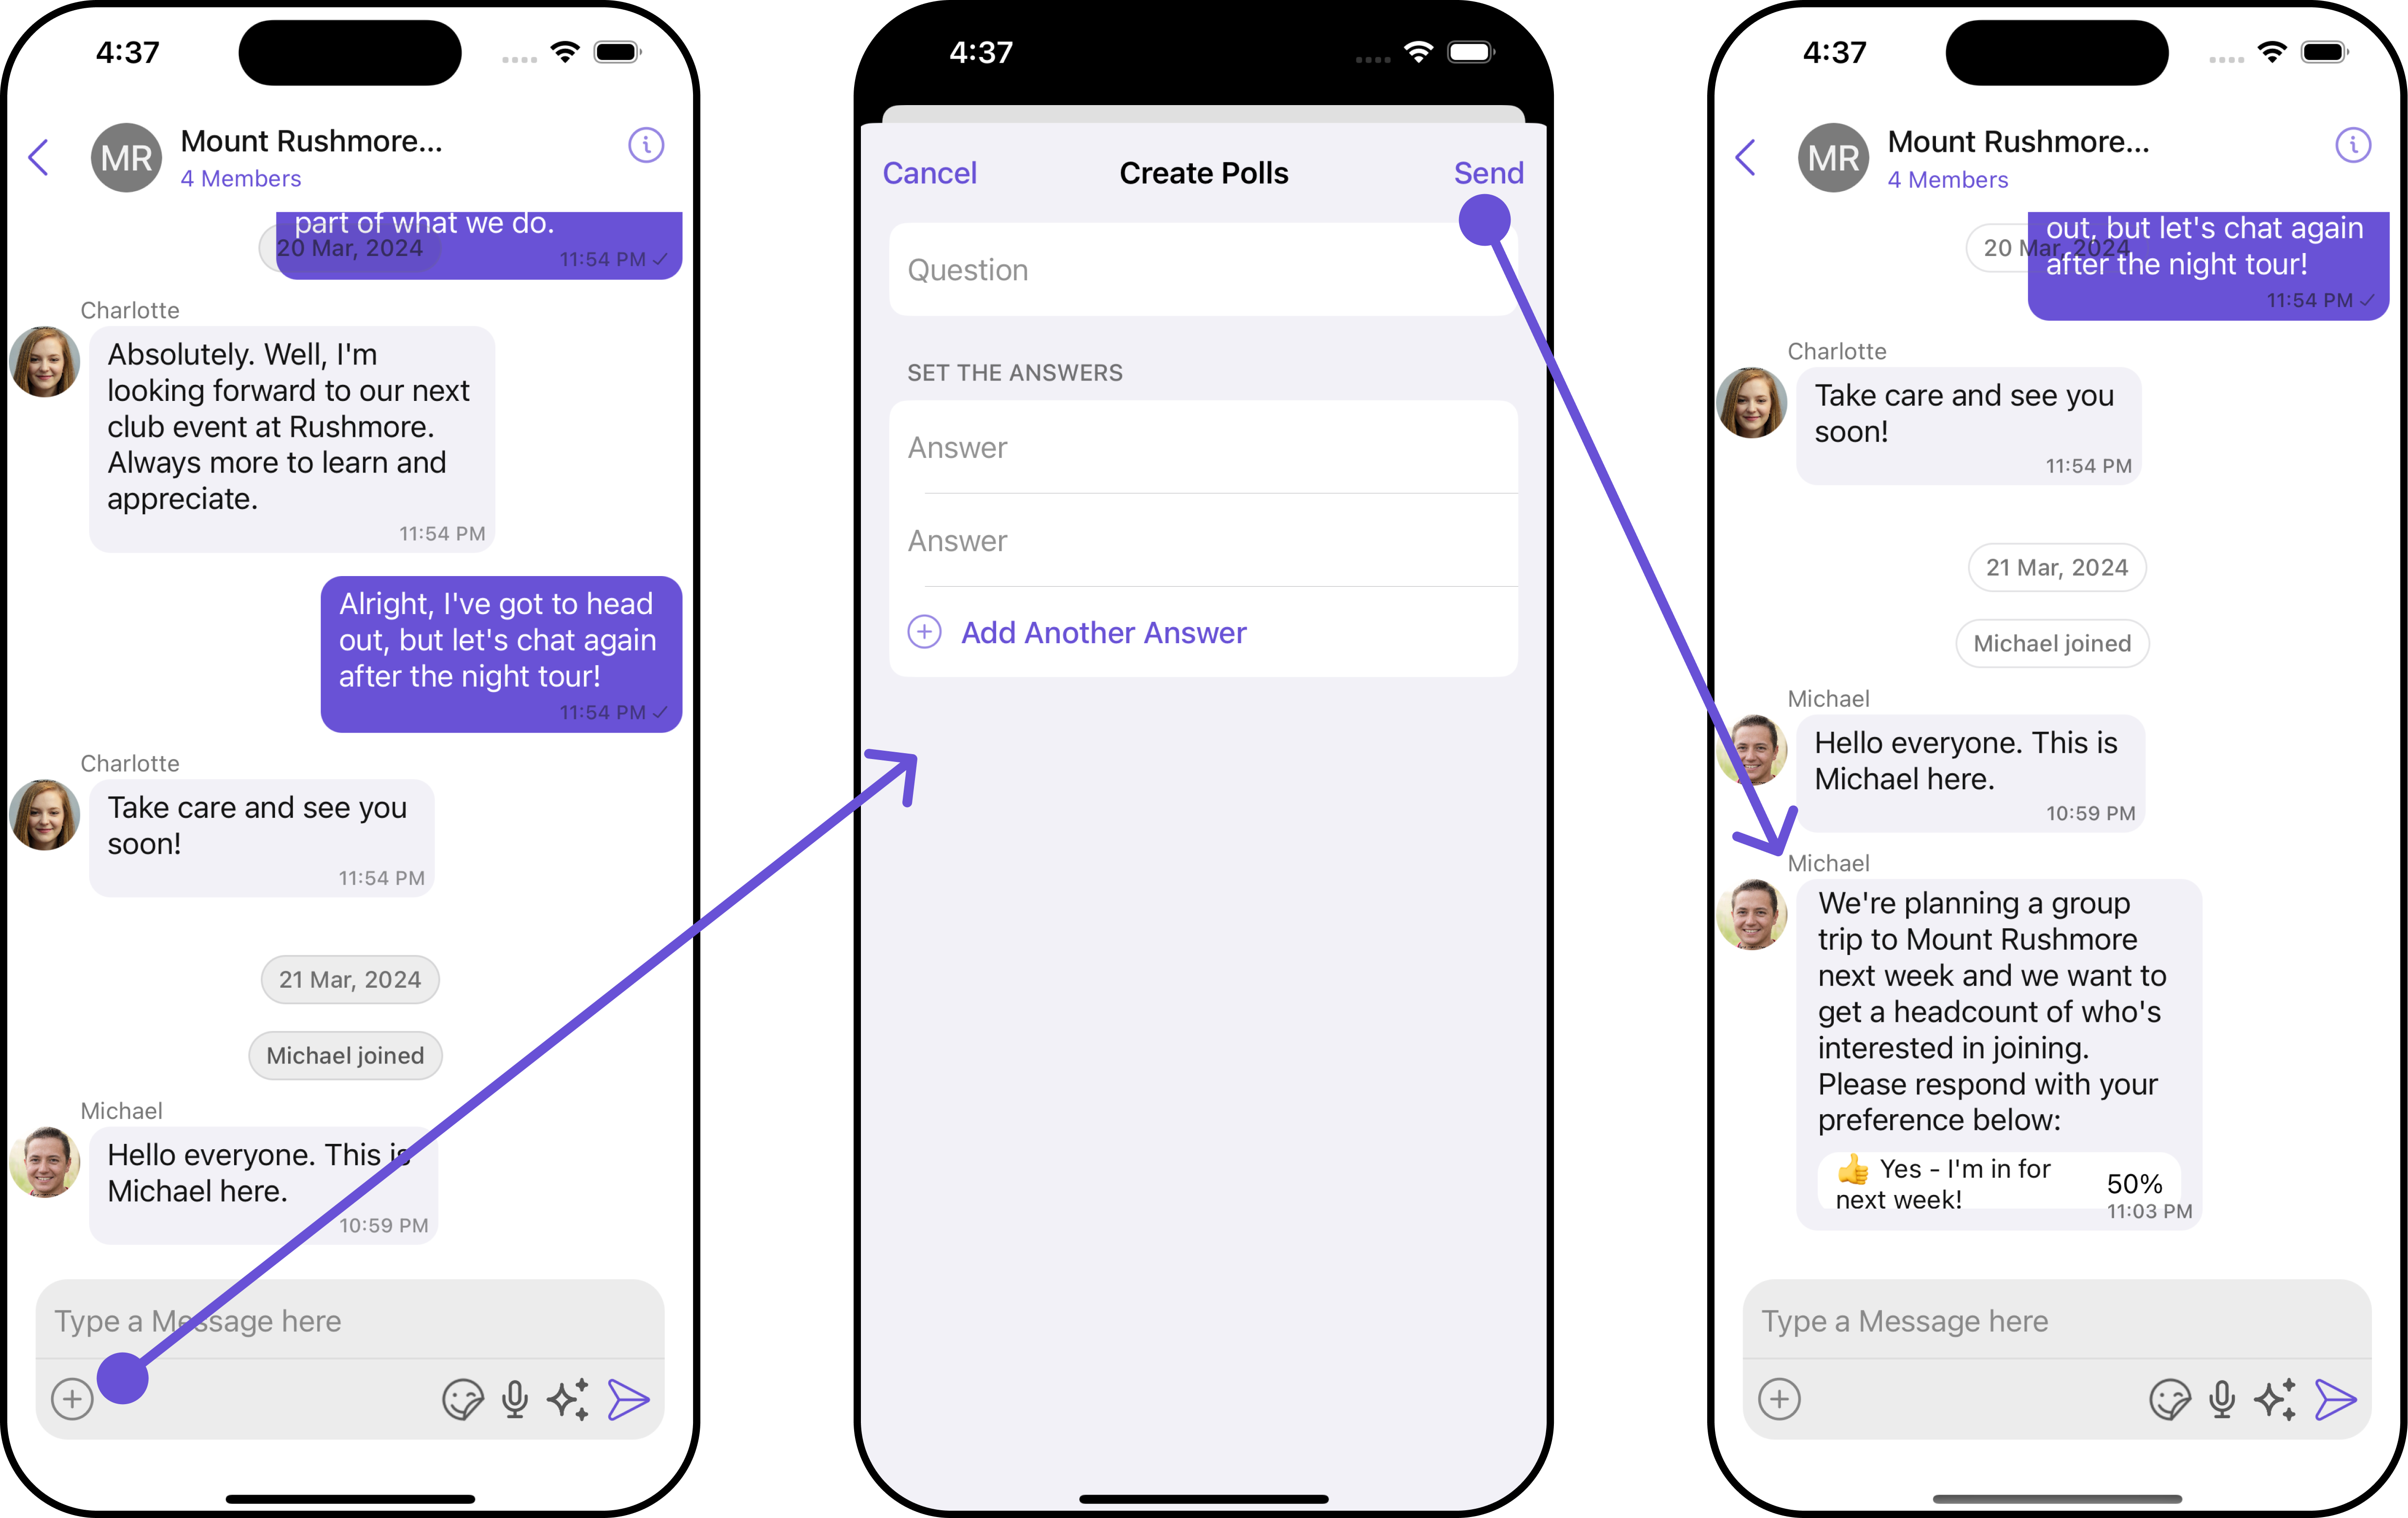 4:37
MR
Mount Rushmore...
4 Members
part of what we do.
20 Mar, 2024
11:54 PM
Charlotte
Absolutely. Well, I'm
looking forward to our next
club event at Rushmore.
Always more to learn and
appreciate.
11:54 PM
Alright, I've got to head
out, but let's chat again
after the night tour!
11:54 PM
Charlotte
Take care and see you
soon!
11:54 PM
21 Mar, 2024
Michael joined
Michael
Hello everyone. This is
Michael here.
10:59 PM
Type a Message here
4:37
Cancel
Create Polls
Send
Question
SET THE ANSWERS
Answer
Answer
Add Another Answer
4:37
MR
Mount Rushmore...
4 Members
out, but let's chat again
20 Mar, 2024
after the night tour!
11:54 PM
Charlotte
Take care and see you
soon!
11:54 PM
21 Mar, 2024
Michael joined
Michael
Hello everyone. This is
Michael here.
10:59 PM
Michael
We're planning a group
trip to Mount Rushmore
next week and we want to
get a headcount of who's
interested in joining.
Please respond with your
preference below:
👍 Yes - I'm in for
next week!
50%
11:03 PM
Type a Message here